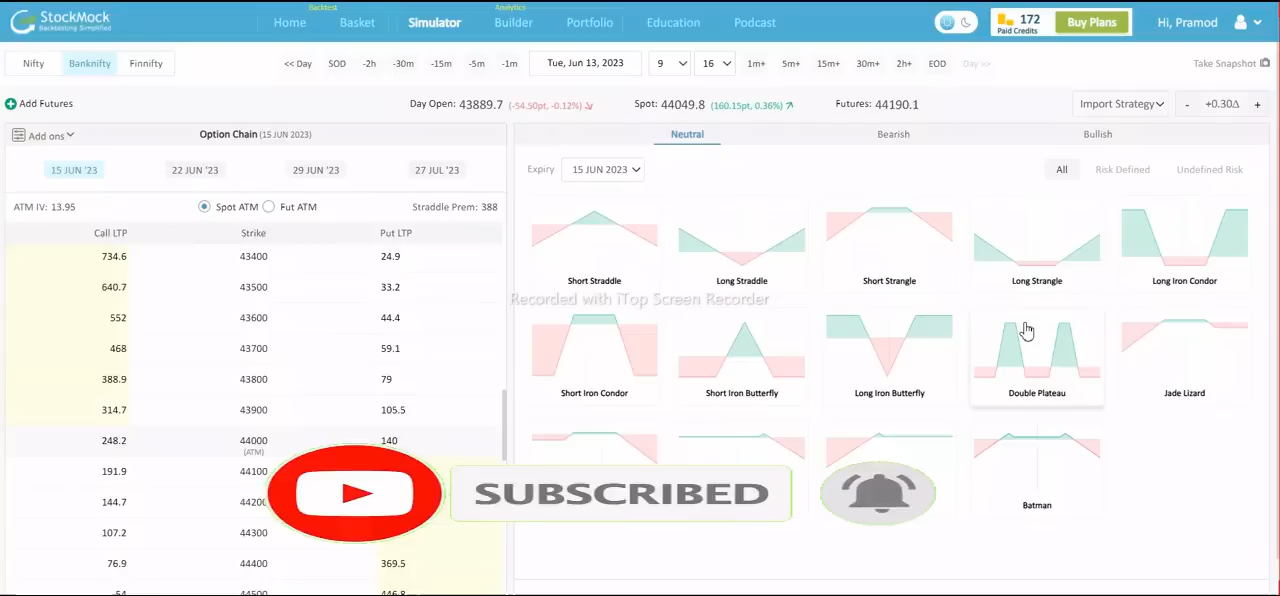 Backtest
Analytics
StockMock
Backtesting Simplified
Home Basket Simulator Builder Portfolio Education Podcast
172
Paid Credits
Buy Plans
Hi, Pramod
Nifty Banknifty Finnifty
<< Day SOD -2h -30m -15m -5m -1m Tue, Jun 13, 2023 9 16 1m+ 5m+ 15m+ 30m+ 2h+ EOD Day >>
Take Snapshot
Add Futures
Day Open: 43889.7 (-54.50pt, -0.12%)
Spot: 44049.8 (160.15pt, 0.36%)
Futures: 44190.1
Import Strategy
- +0.30Δ +
Add ons
Option Chain (15 JUN 2023)
15 JUN '23 22 JUN '23 29 JUN '23 27 JUL '23
ATM IV: 13.95
Spot ATM Fut ATM
Straddle Prem: 388
Call LTP Strike Put LTP
734.6 43400 24.9
640.7 43500 33.2
552 43600 44.4
468 43700 59.1
388.9 43800 79
314.7 43900 105.5
248.2 44000 140
(ATM)
191.9 44100
144.7 44200
107.2 44300
76.9 44400 369.5
54 44500 446.8
Neutral Bearish Bullish
Expiry 15 JUN 2023
All Risk Defined Undefined Risk
Short Straddle Long Straddle Short Strangle Long Strangle Long Iron Condor
Recorded with iTop Screen Recorder
Short Iron Condor Short Iron Butterfly Long Iron Butterfly Double Plateau Jade Lizard
Batman
SUBSCRIBED